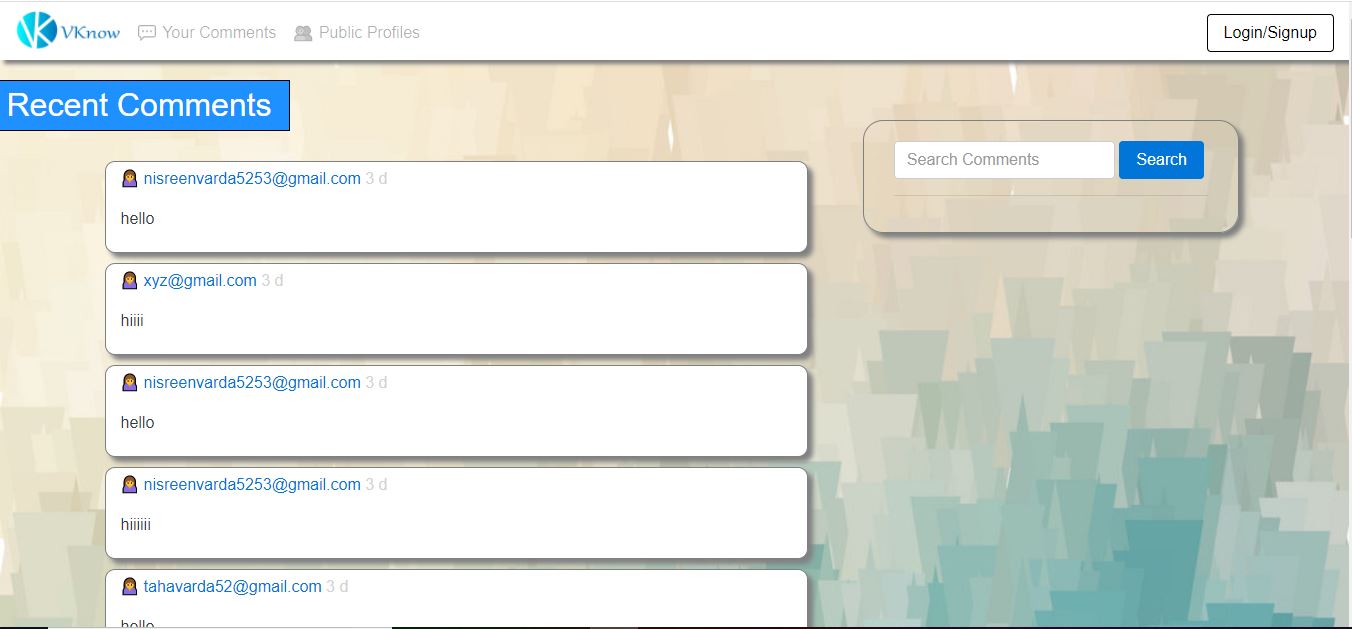 VKnow Your Comments Public Profiles Login/Signup
Recent Comments
Search Comments Search
nisreenvarda5253@gmail.com 3 d
hello
xyz@gmail.com 3 d
hiiii
nisreenvarda5253@gmail.com 3 d
hello
nisreenvarda5253@gmail.com 3 d
hiiiiii
tahavarda52@gmail.com 3 d
hello